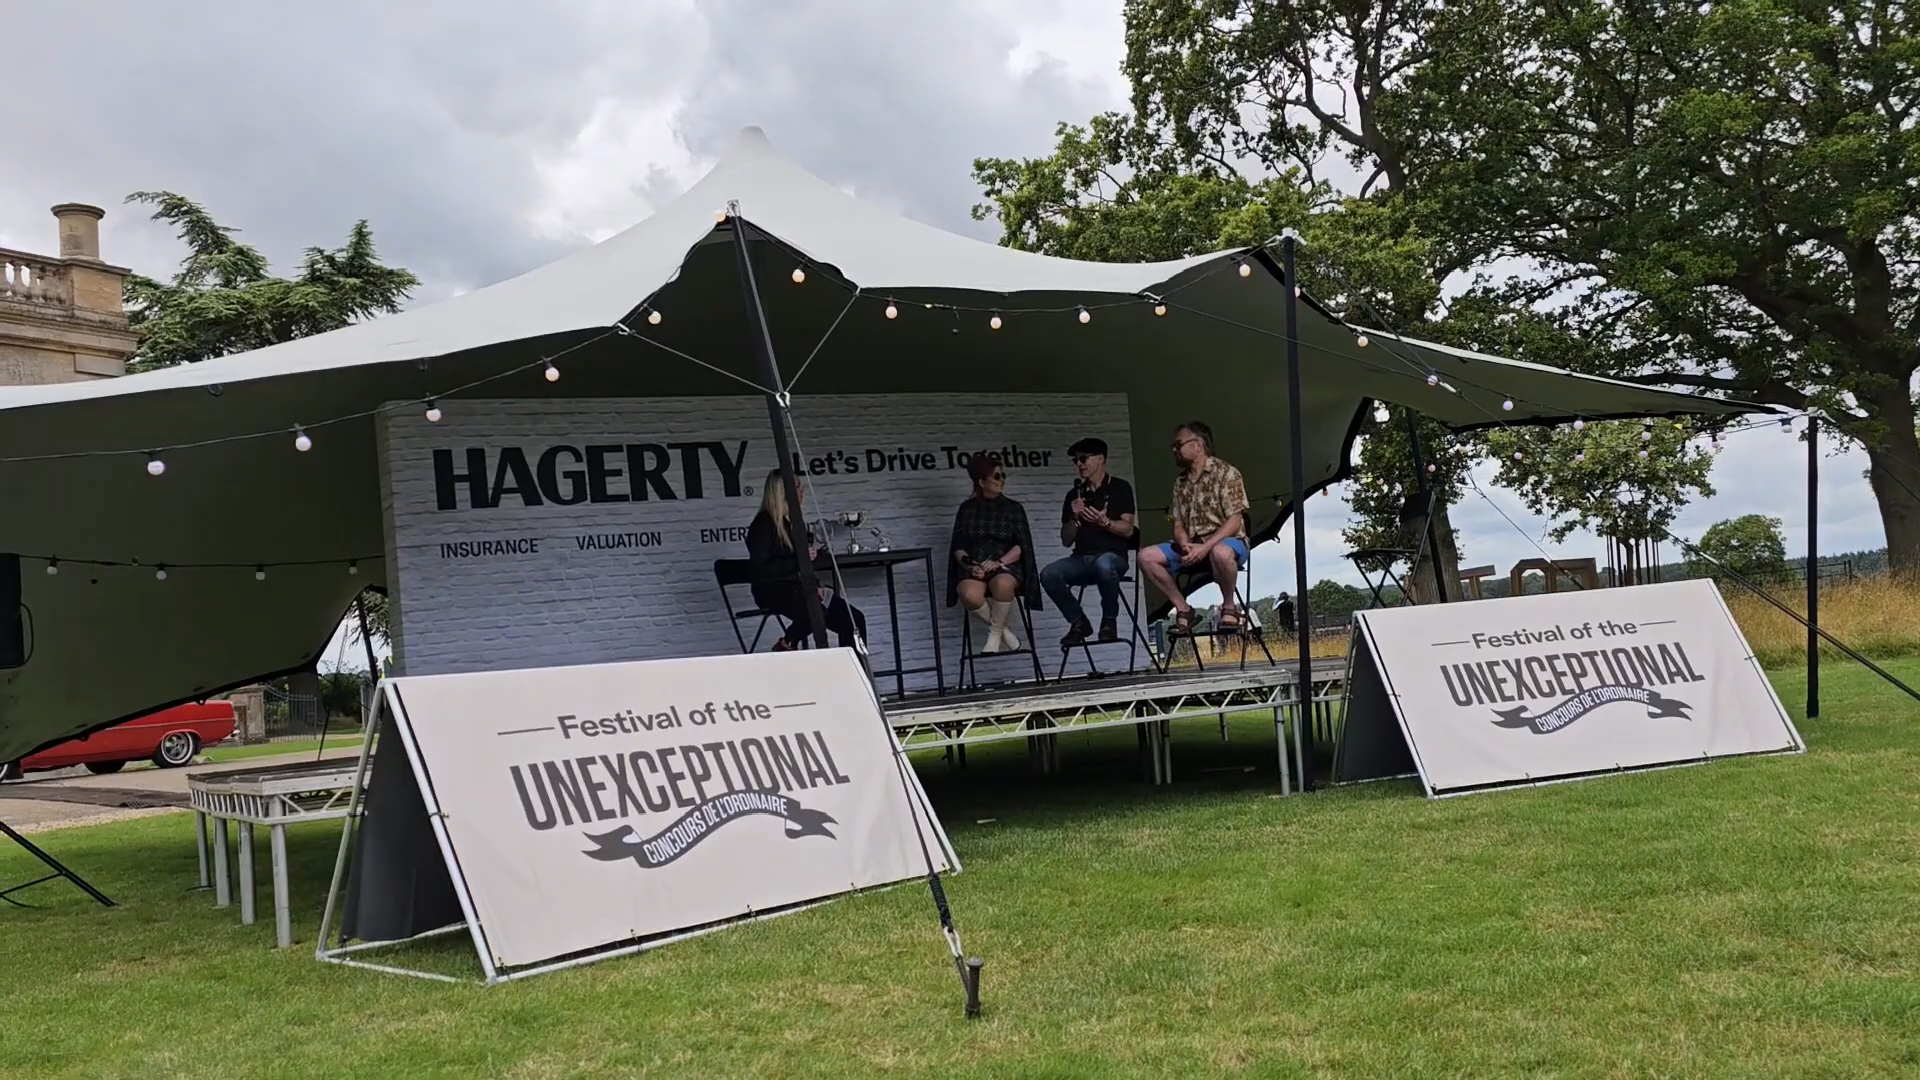 HAGERTY® Let's Drive Together
INSURANCE VALUATION
Festival of the
UNEXCEPTIONAL
CONCOURS DE L'ORDINAIRE
Festival of the
UNEXCEPTIONAL
CONCOURS DE L'ORDINAIRE